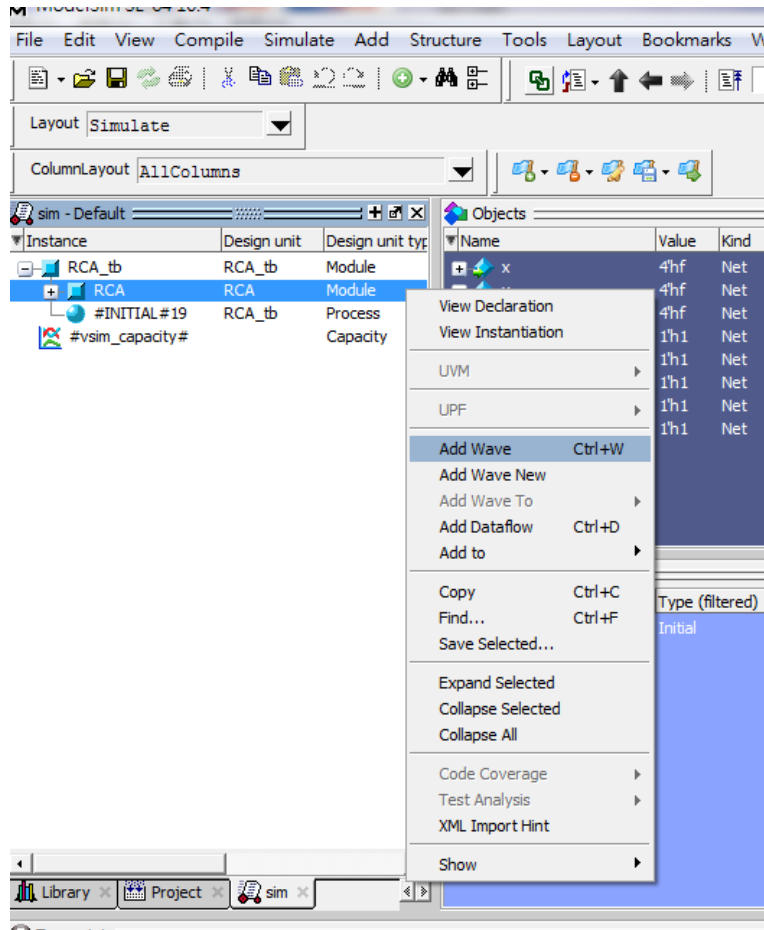 ModelSim SE-64 10.4
File Edit View Compile Simulate Add Structure Tools Layout Bookmarks W
Layout Simulate
ColumnLayout AllColumns
sim - Default
Objects
Instance Design unit Design unit typ
Name Value Kind
RCA_tb RCA_tb Module
x 4'hf Net
RCA RCA Module
4'hf Net
#INITIAL#19 RCA_tb Process
4'hf Net
#vsim_capacity# Capacity
1'h1 Net
1'h1 Net
1'h1 Net
1'h1 Net
1'h1 Net
View Declaration
View Instantiation
UVM
UPF
Add Wave Ctrl+W
Add Wave New
Add Wave To
Add Dataflow Ctrl+D
Add to
Copy Ctrl+C
Find... Ctrl+F
Save Selected...
Expand Selected
Collapse Selected
Collapse All
Code Coverage
Test Analysis
XML Import Hint
Show
Type (filtered)
Initial
Library Project sim